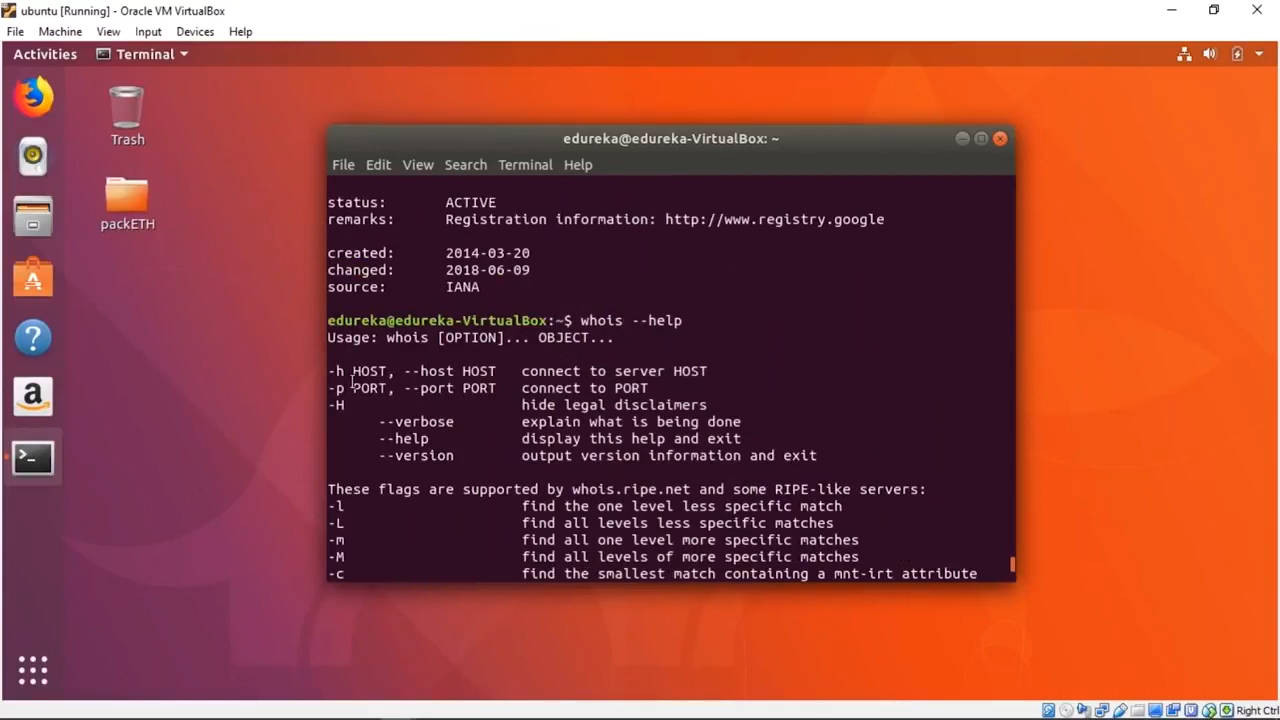 ubuntu [Running] - Oracle VM VirtualBox
File Machine View Input Devices Help
Activities Terminal
Trash
packETH
edureka@edureka-VirtualBox: ~
File Edit View Search Terminal Help
status: ACTIVE
remarks: Registration information: http://www.registry.google
created: 2014-03-20
changed: 2018-06-09
source: IANA
edureka@edureka-VirtualBox:~$ whois --help
Usage: whois [OPTION]... OBJECT...
-h HOST, --host HOST connect to server HOST
-p PORT, --port PORT connect to PORT
-H hide legal disclaimers
--verbose explain what is being done
--help display this help and exit
--version output version information and exit
These flags are supported by whois.ripe.net and some RIPE-like servers:
-l find the one level less specific match
-L find all levels less specific matches
-m find all one level more specific matches
-M find all levels of more specific matches
-c find the smallest match containing a mnt-irt attribute
Right Ctrl